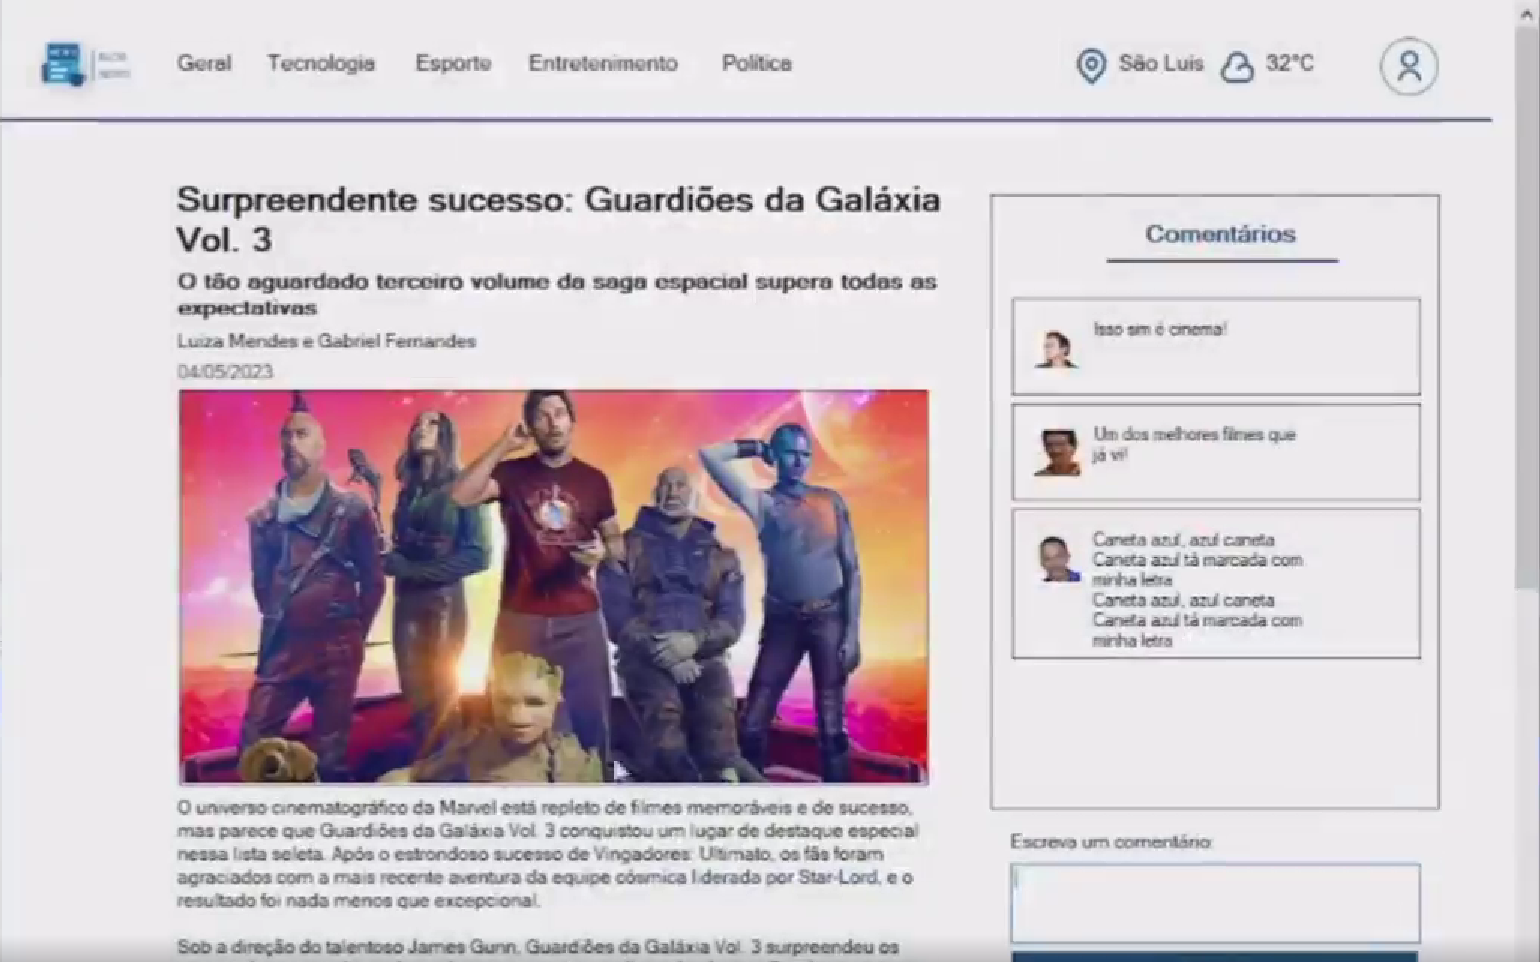 Geral Tecnologia Esporte Entretenimento Política
São Luis 32°C
Surpreendente sucesso: Guardiões da Galáxia
Vol. 3
O tão aguardado terceiro volume da saga espacial supera todas as
expectativas
Luiza Mendes e Gabriel Fernandes
04/05/2023
O universo cinematográfico da Marvel está repleto de filmes memoráveis e de sucesso,
mas parece que Guardiões da Galáxia Vol. 3 conquistou um lugar de destaque especial
nessa lista seleta. Após o estrondoso sucesso de Vingadores: Ultimato, os fãs foram
agraciados com a mais recente aventura da equipe cósmica liderada por Star-Lord, e o
resultado foi nada menos que excepcional.
Sob a direção do talentoso James Gunn, Guardiões da Galáxia Vol. 3 surpreendeu os
Comentários
Isso sim é cinema!
Um dos melhores filmes que
já vi!
Caneta azul, azul caneta
Caneta azul tá marcada com
minha letra
Caneta azul, azul caneta
Caneta azul tá marcada com
minha letra
Escreva um comentário: